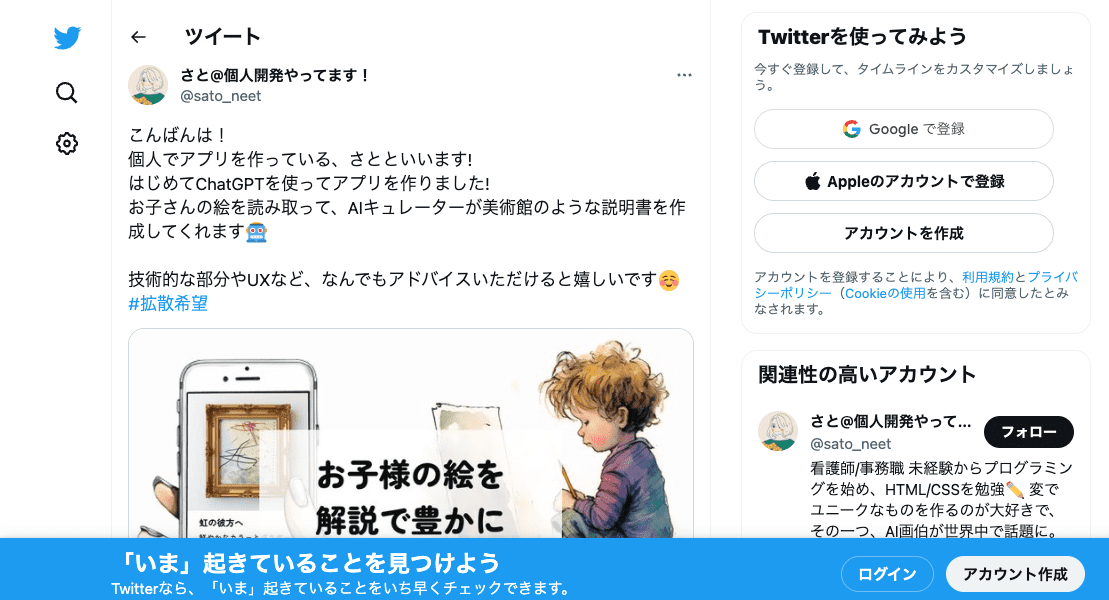 ツイート
さと@個人開発やってます！
@sato_neet
こんばんは！
個人でアプリを作っている、さとといいます!
はじめてChatGPTを使ってアプリを作りました!
お子さんの絵を読み取って、AIキュレーターが美術館のような説明書を作
成してくれます🤖
技術的な部分やUXなど、なんでもアドバイスいただけると嬉しいです☺️
#拡散希望
お子様の絵を
解説で豊かに
虹の彼方へ
Twitterを使ってみよう
今すぐ登録して、タイムラインをカスタマイズしましょ
う。
Google で登録
Appleのアカウントで登録
アカウントを作成
アカウントを登録することにより、利用規約とプライバ
シーポリシー（Cookieの使用を含む）に同意したとみ
なされます。
関連性の高いアカウント
さと@個人開発やって...
@sato_neet
フォロー
看護師/事務職 未経験からプログラミン
グを始め、HTML/CSSを勉強✏️ 変で
ユニークなものを作るのが大好きで、
その一つ、AI画伯が世界中で話題に。
「いま」起きていることを見つけよう
Twitterなら、「いま」起きていることをいち早くチェックできます。
ログイン
アカウント作成